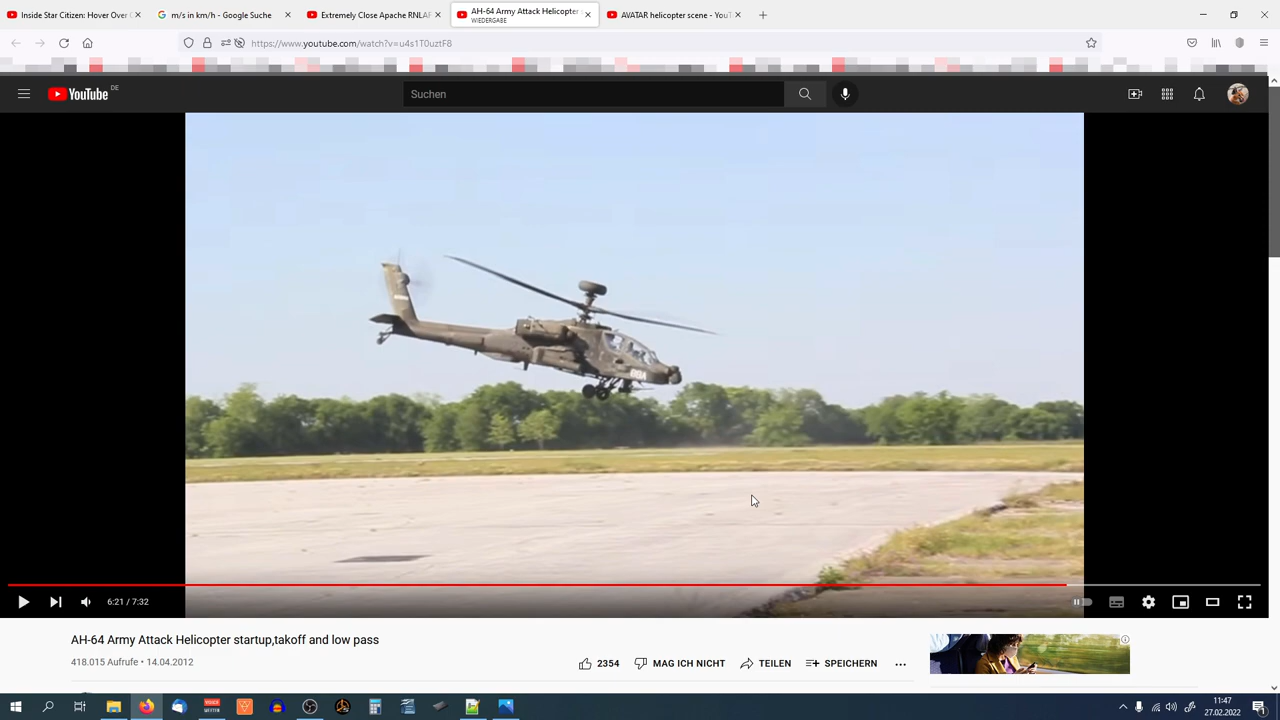 Inside Star Citizen: Hover Over
m/s in km/h - Google Suche
Extremely Close Apache RNLAF
AH-64 Army Attack Helicopter
WIEDERGABE
AVATAR helicopter scene - YouT
https://www.youtube.com/watch?v=u4s1T0uztF8
YouTube DE
Suchen
6:21 / 7:32
AH-64 Army Attack Helicopter startup,takoff and low pass
418.015 Aufrufe • 14.04.2012
2354
MAG ICH NICHT
TEILEN
SPEICHERN
11:47
27.02.2022
1